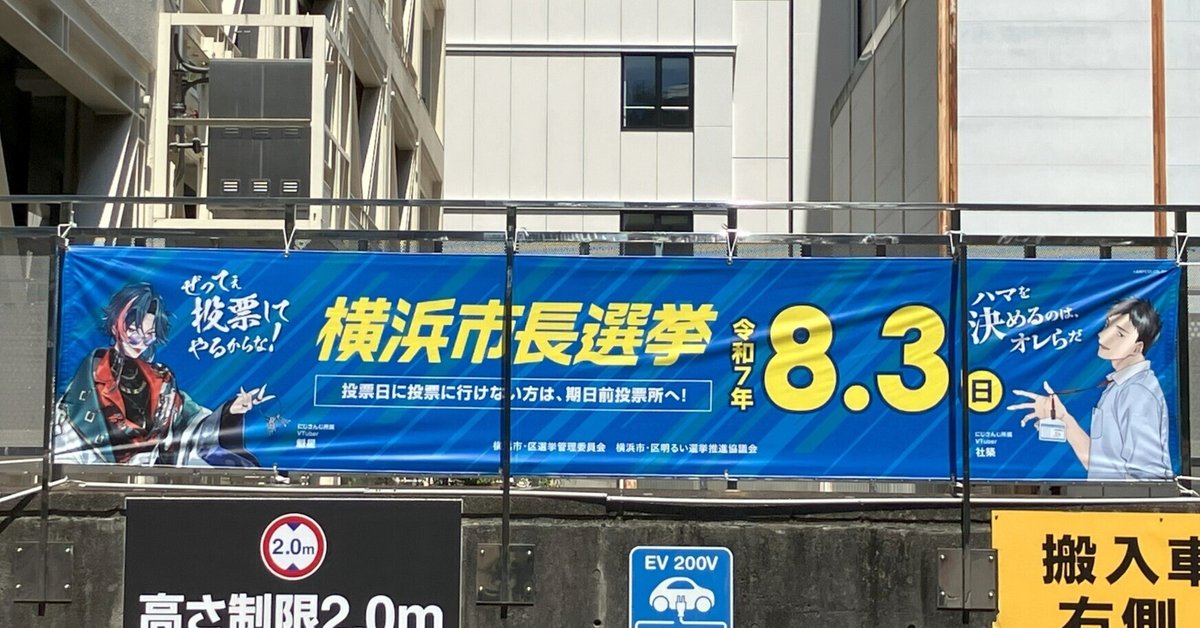 ぜってぇ
投票して
やるからな!
横浜市長選挙
投票日に投票に行けない方は、期日前投票所へ!
令和7年
8.3
日
ハマを
決めるのは、
オレらだ
にじさんじ所属
VTuber
にじさんじ所属
VTuber
社築
横浜市・区選挙管理委員会 横浜市・区明るい選挙推進協議会
2.0m
高さ制限2.0m
EV 200V
搬入車
右側